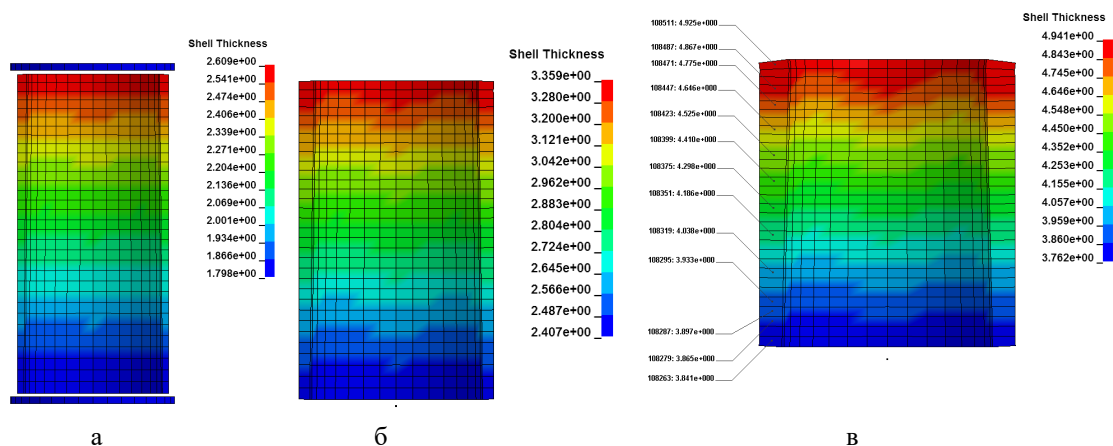 Shell Thickness
2.609e+00
2.541e+00
2.474e+00
2.406e+00
2.339e+00
2.271e+00
2.204e+00
2.136e+00
2.069e+00
2.001e+00
1.934e+00
1.866e+00
1.798e+00
а
Shell Thickness
3.359e+00
3.280e+00
3.200e+00
3.121e+00
3.042e+00
2.962e+00
2.883e+00
2.804e+00
2.724e+00
2.645e+00
2.566e+00
2.487e+00
2.407e+00
б
108511: 4.925e+000
108487: 4.867e+000
108471: 4.775e+000
108447: 4.646e+000
108423: 4.525e+000
108399: 4.410e+000
108375: 4.298e+000
108351: 4.186e+000
108319: 4.038e+000
108295: 3.933e+000
108287: 3.897e+000
108279: 3.865e+000
108263: 3.841e+000
Shell Thickness
4.941e+00
4.843e+00
4.745e+00
4.646e+00
4.548e+00
4.450e+00
4.352e+00
4.253e+00
4.155e+00
4.057e+00
3.959e+00
3.860e+00
3.762e+00
в